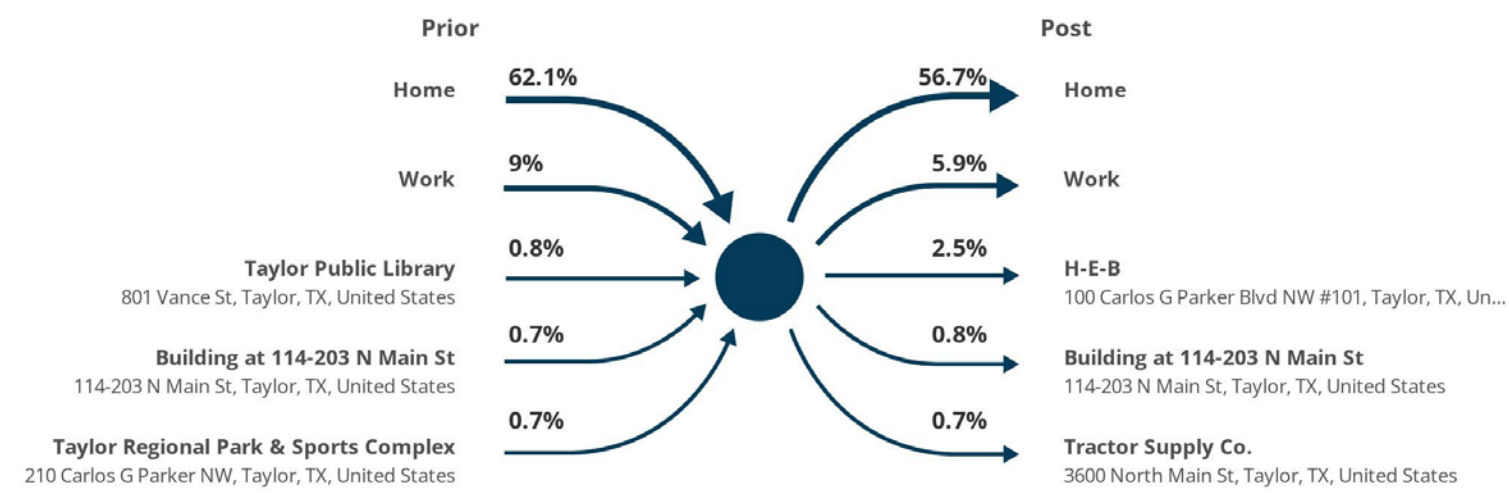 Prior
Post
Home
62.1%
56.7%
Home
Work
9%
5.9%
Work
Taylor Public Library
801 Vance St, Taylor, TX, United States
0.8%
2.5%
H-E-B
100 Carlos G Parker Blvd NW #101, Taylor, TX, Un...
Building at 114-203 N Main St
114-203 N Main St, Taylor, TX, United States
0.7%
0.8%
Building at 114-203 N Main St
114-203 N Main St, Taylor, TX, United States
Taylor Regional Park & Sports Complex
210 Carlos G Parker NW, Taylor, TX, United States
0.7%
0.7%
Tractor Supply Co.
3600 North Main St, Taylor, TX, United States